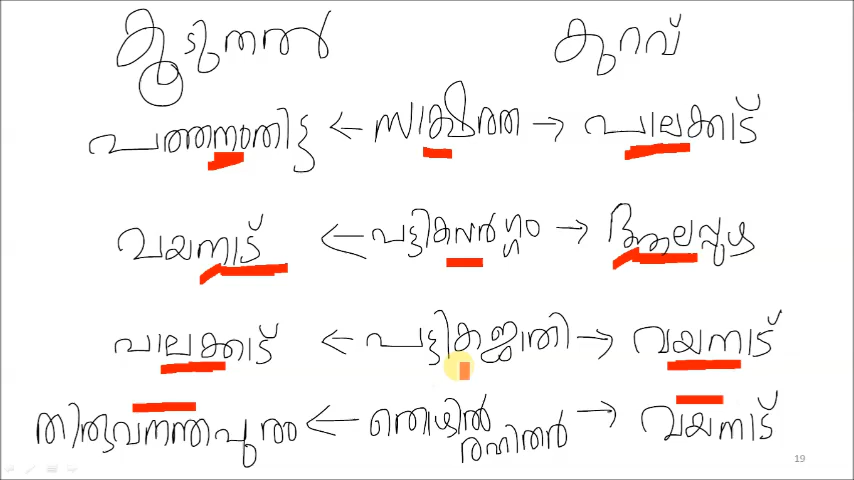 കൂടുതൽ കുറവ്
പത്തനംതിട്ട ← സാക്ഷരത → പാലക്കാട്
വയനാട് ← പട്ടികവർഗ്ഗം → ആലപ്പുഴ
പാലക്കാട് ← പട്ടികജാതി → വയനാട്
തിരുവനന്തപുരം ← തൊഴിൽ രഹിതർ → വയനാട്
19